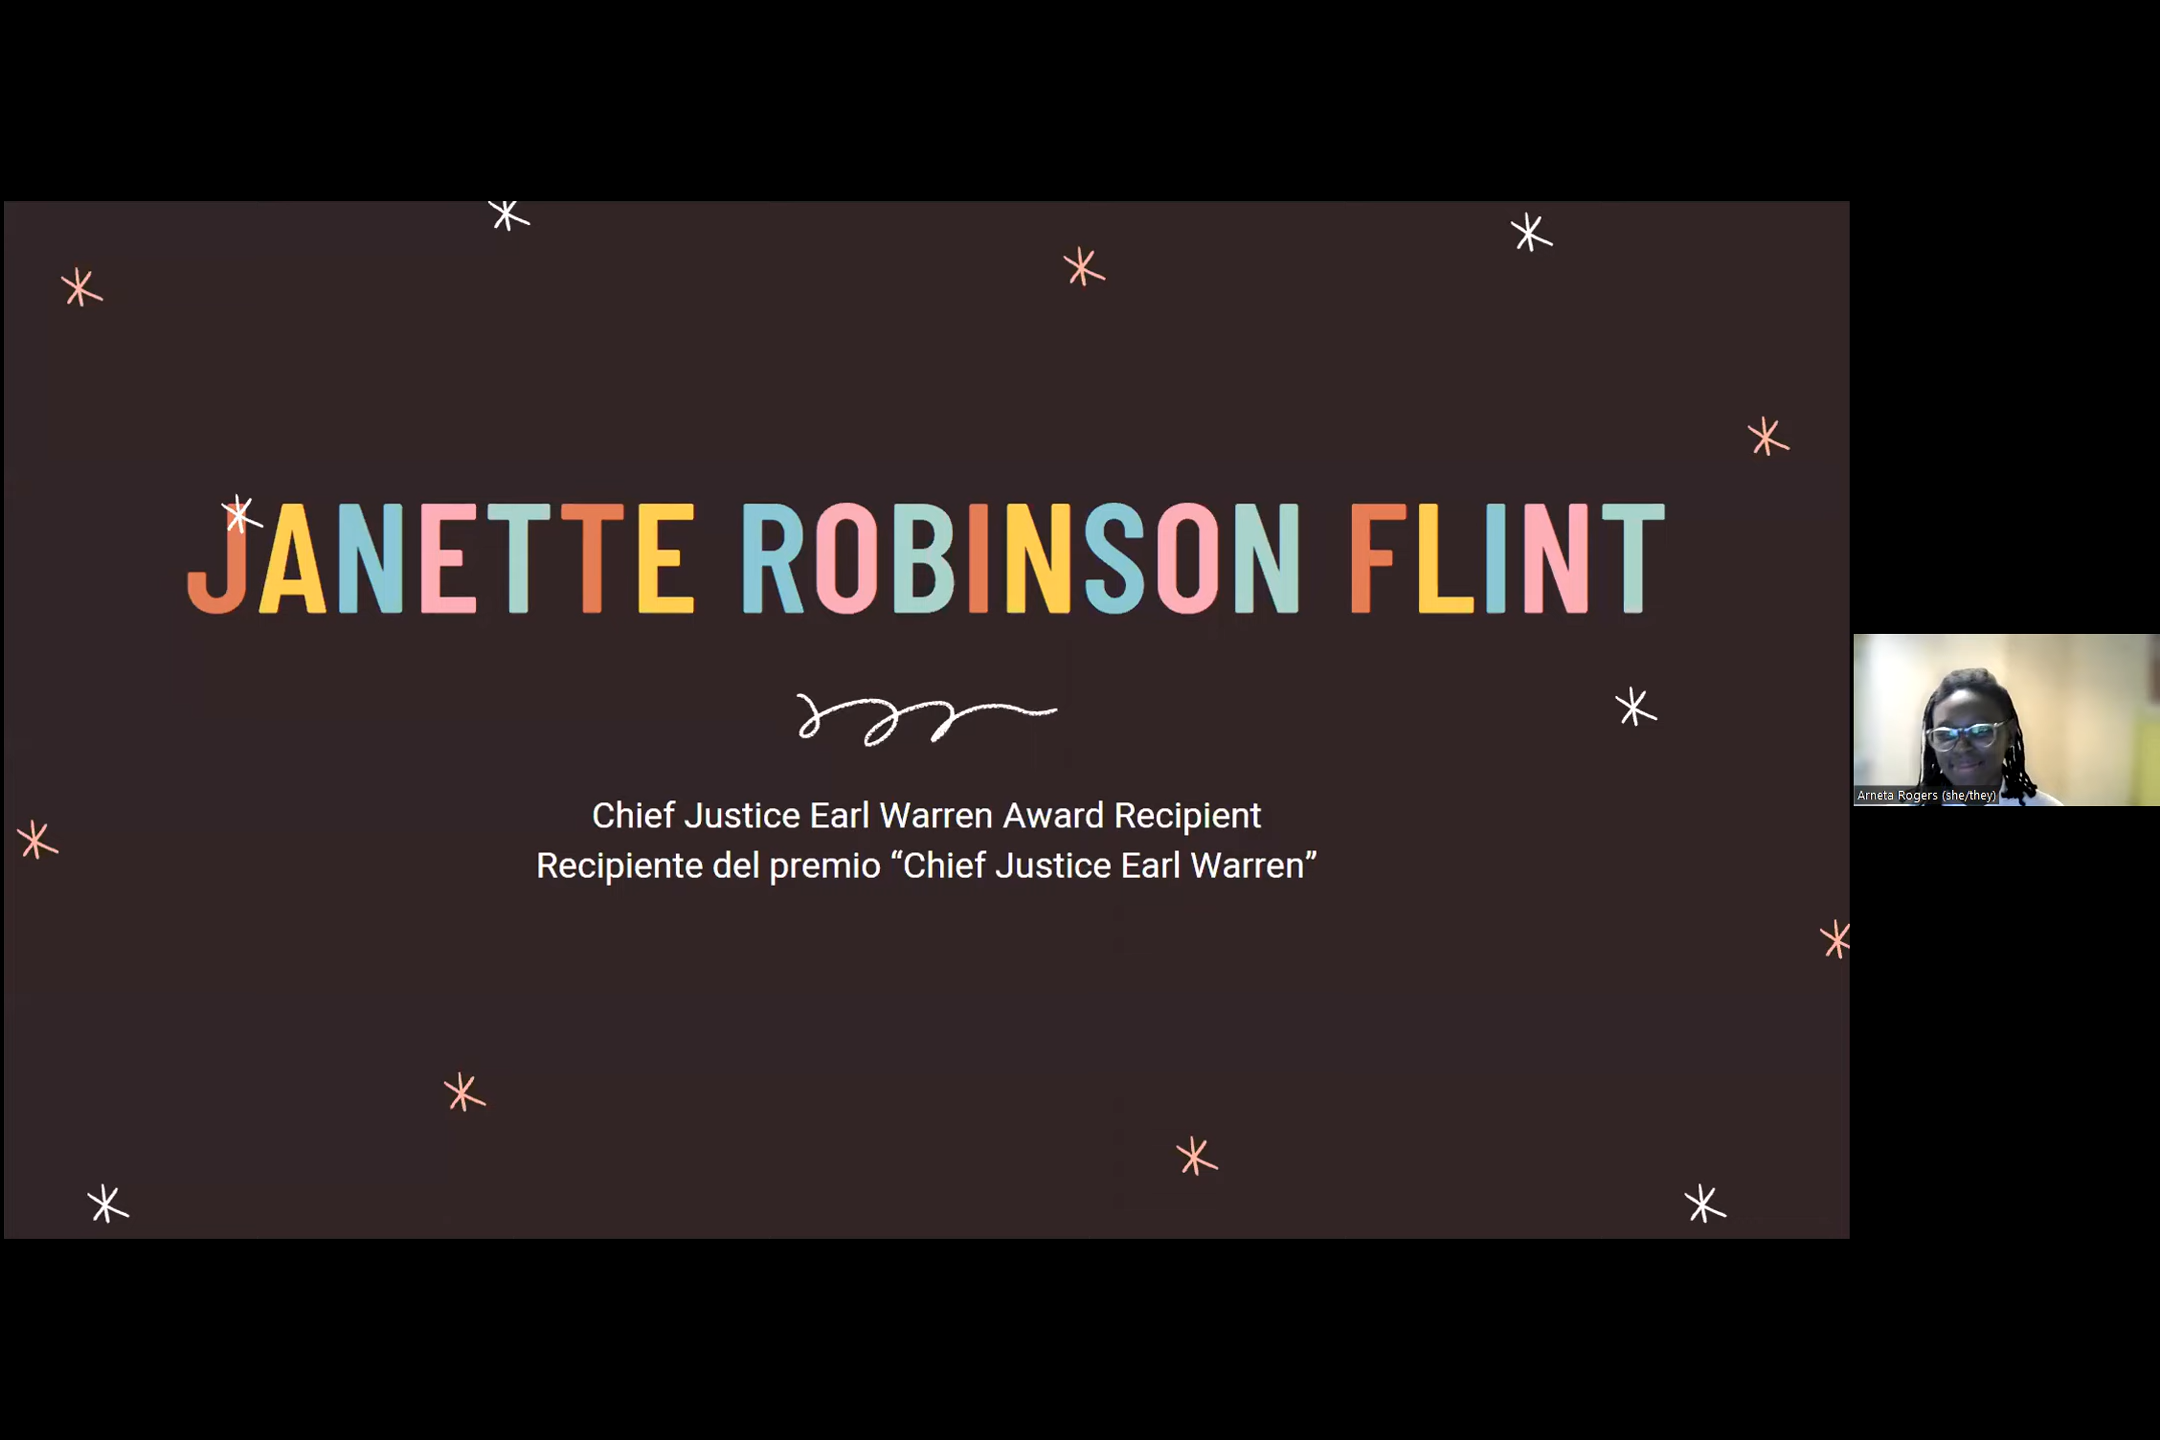 JANETTE ROBINSON FLINT
Chief Justice Earl Warren Award Recipient
Recipiente del premio “Chief Justice Earl Warren”
Arneta Rogers (she/they)